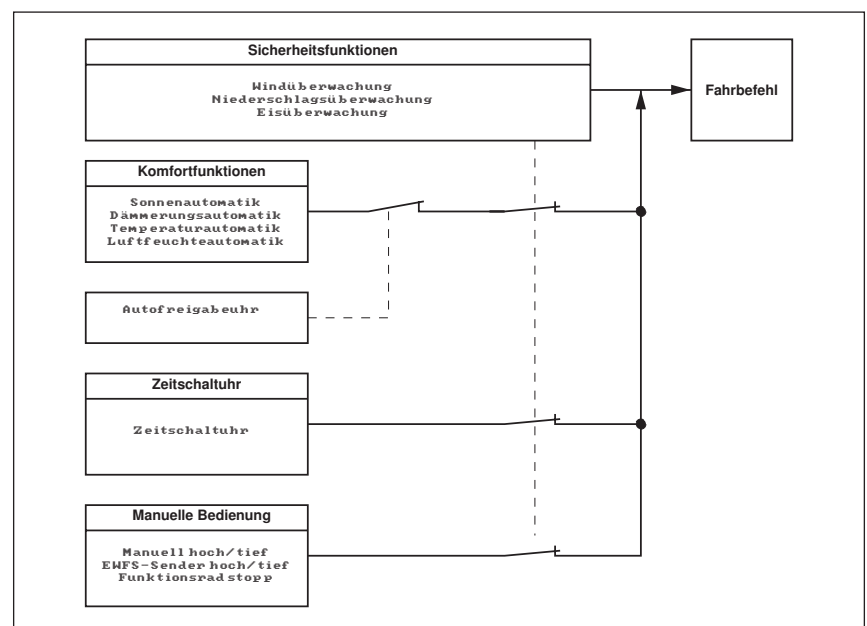 Sicherheitsfunktionen
Windüberwachung
Niederschlagsüberwachung
Eisüberwachung
Fahrbefehl
Komfortfunktionen
Sonnenautomatik
Dämmerungsautomatik
Temperaturautomatik
Luftfeuchteautomatik
Autofreigabeuhr
Zeitschaltuhr
Zeitschaltuhr
Manuelle Bedienung
Manuell hoch/tief
EWFS-Sender hoch/tief
Funktionsrad stopp